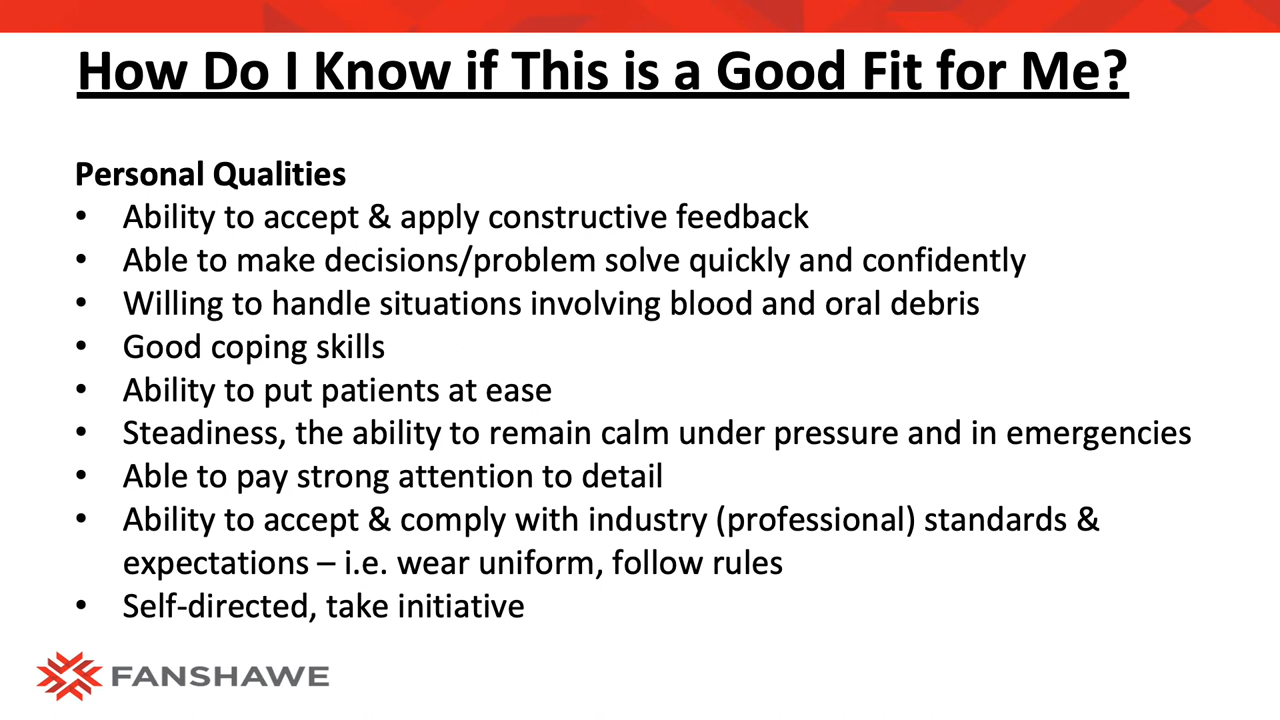 How Do I Know if This is a Good Fit for Me?
Personal Qualities
• Ability to accept & apply constructive feedback
• Able to make decisions/problem solve quickly and confidently
• Willing to handle situations involving blood and oral debris
• Good coping skills
• Ability to put patients at ease
• Steadiness, the ability to remain calm under pressure and in emergencies
• Able to pay strong attention to detail
• Ability to accept & comply with industry (professional) standards &
expectations – i.e. wear uniform, follow rules
• Self-directed, take initiative
FANSHAWE